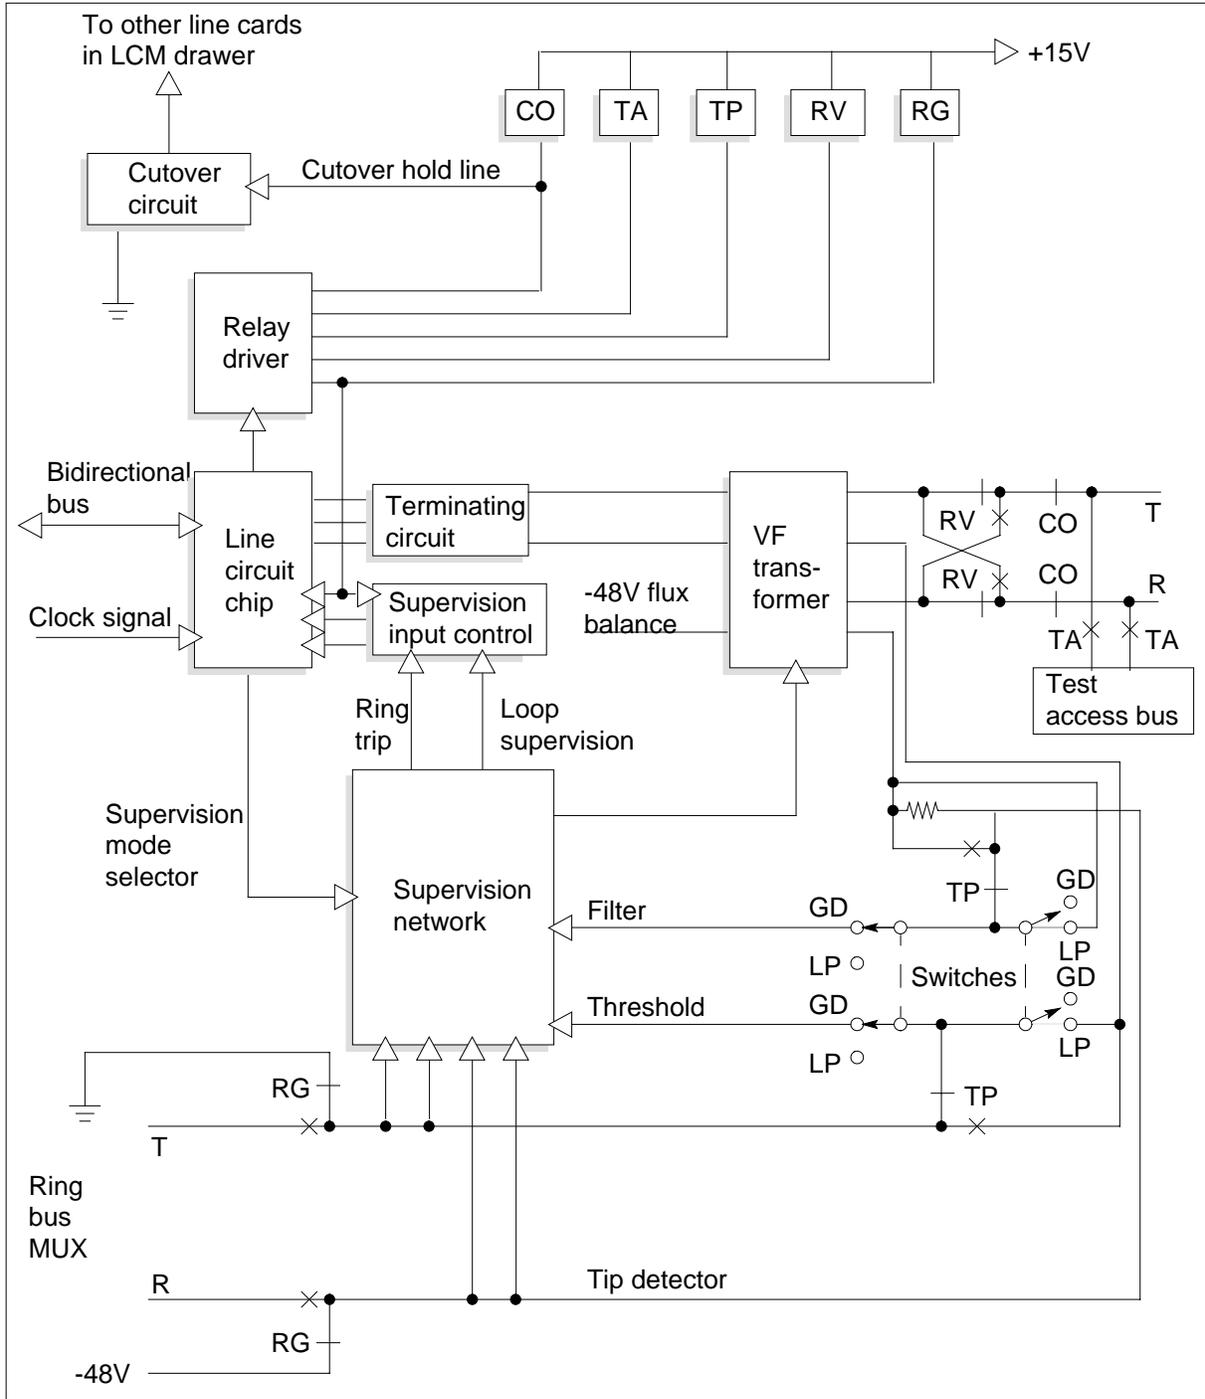 To other line cards
in LCM drawer
+15V
CO
TA
TP
RV
RG
Cutover
circuit
Cutover hold line
Relay
driver
Bidirectional
bus
Line
circuit
chip
Terminating
circuit
VF
trans-
former
RV
CO
T
RV
CO
R
-48V flux
balance
Clock signal
Supervision
input control
TA
TA
Test
access bus
Ring
trip
Loop
supervision
Supervision
mode
selector
Supervision
network
TP
GD
GD
Filter
LP
LP
Switches
GD
GD
Threshold
LP
LP
RG
TP
T
Ring
bus
MUX
R
Tip detector
RG
-48V